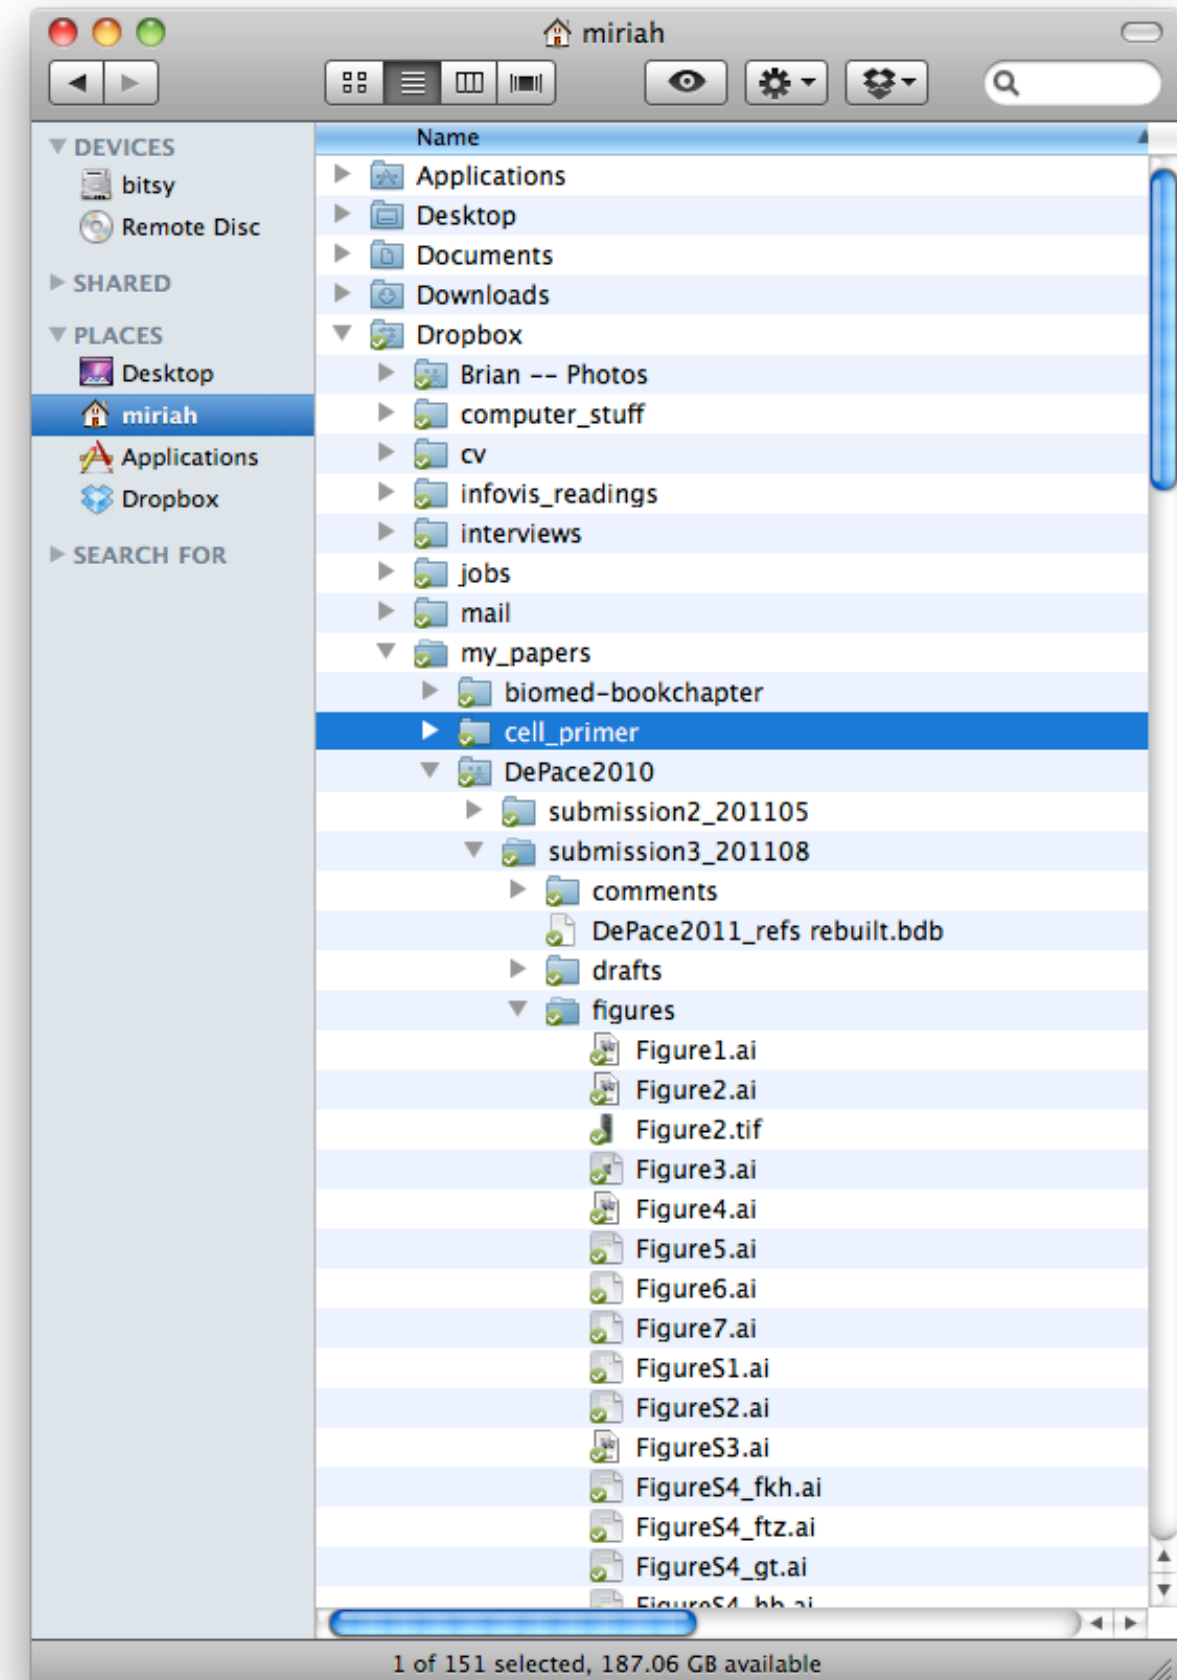 miriah
DEVICES
bitsy
Remote Disc
SHARED
PLACES
Desktop
miriah
Applications
Dropbox
SEARCH FOR
Name
Applications
Desktop
Documents
Downloads
Dropbox
Brian -- Photos
computer_stuff
cv
infovis_readings
interviews
jobs
mail
my_papers
biomed-bookchapter
cell_primer
DePace2010
submission2_201105
submission3_201108
comments
DePace2011_refs rebuilt.bdb
drafts
figures
Figure1.ai
Figure2.ai
Figure2.tif
Figure3.ai
Figure4.ai
Figure5.ai
Figure6.ai
Figure7.ai
FigureS1.ai
FigureS2.ai
FigureS3.ai
FigureS4_fkh.ai
FigureS4_ftz.ai
FigureS4_gt.ai
FigureS4_hb.ai
1 of 151 selected, 187.06 GB available